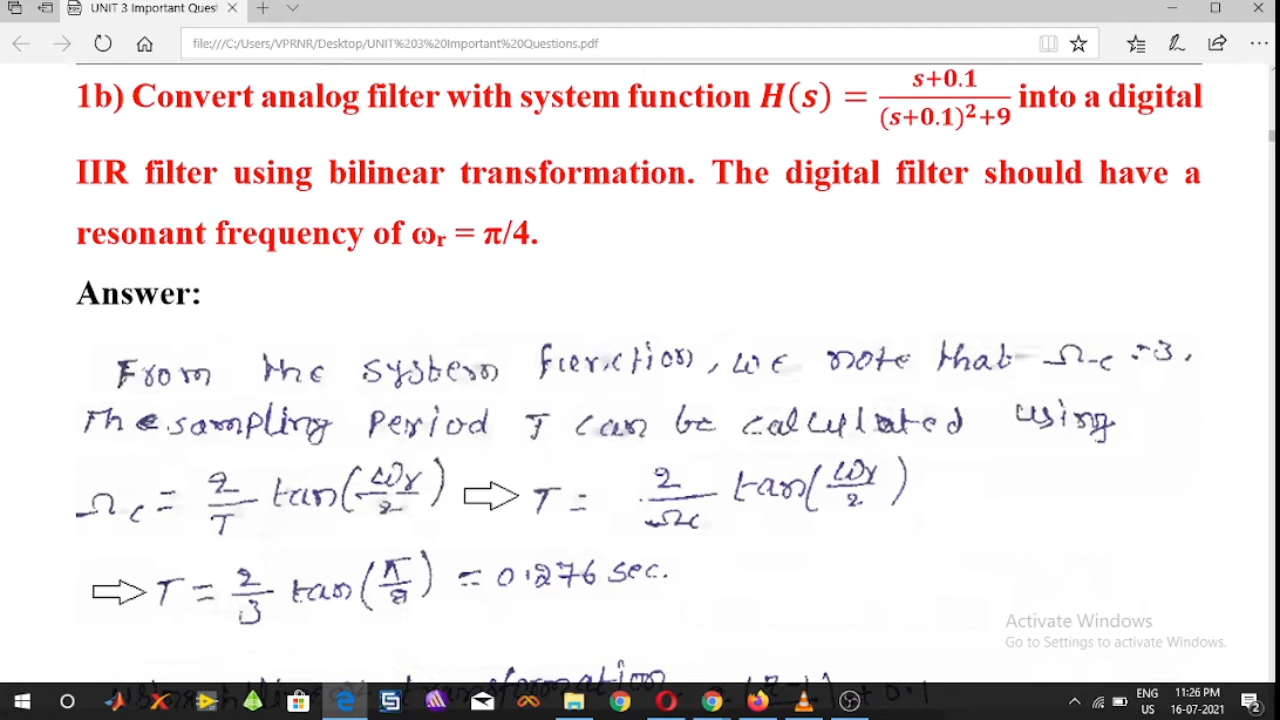 UNIT 3 Important Quest
file:///C:/Users/VPRNR/Desktop/UNIT%203%20Important%20Questions.pdf
1b) Convert analog filter with system function H(s) = (s+0.1)/((s+0.1)²+9) into a digital
IIR filter using bilinear transformation. The digital filter should have a
resonant frequency of ωr = π/4.
Answer:
From the system function, we note that Ωc = 3.
The sampling period T can be calculated using
Ωc = 2/T tan(ωr/2) ⇨ T = 2/Ωc tan(ωr/2)
⇨ T = 2/3 tan(π/8) = 0.276 sec.
Activate Windows
Go to Settings to activate Windows.
transformation
ENG
US
11:26 PM
16-07-2021
2